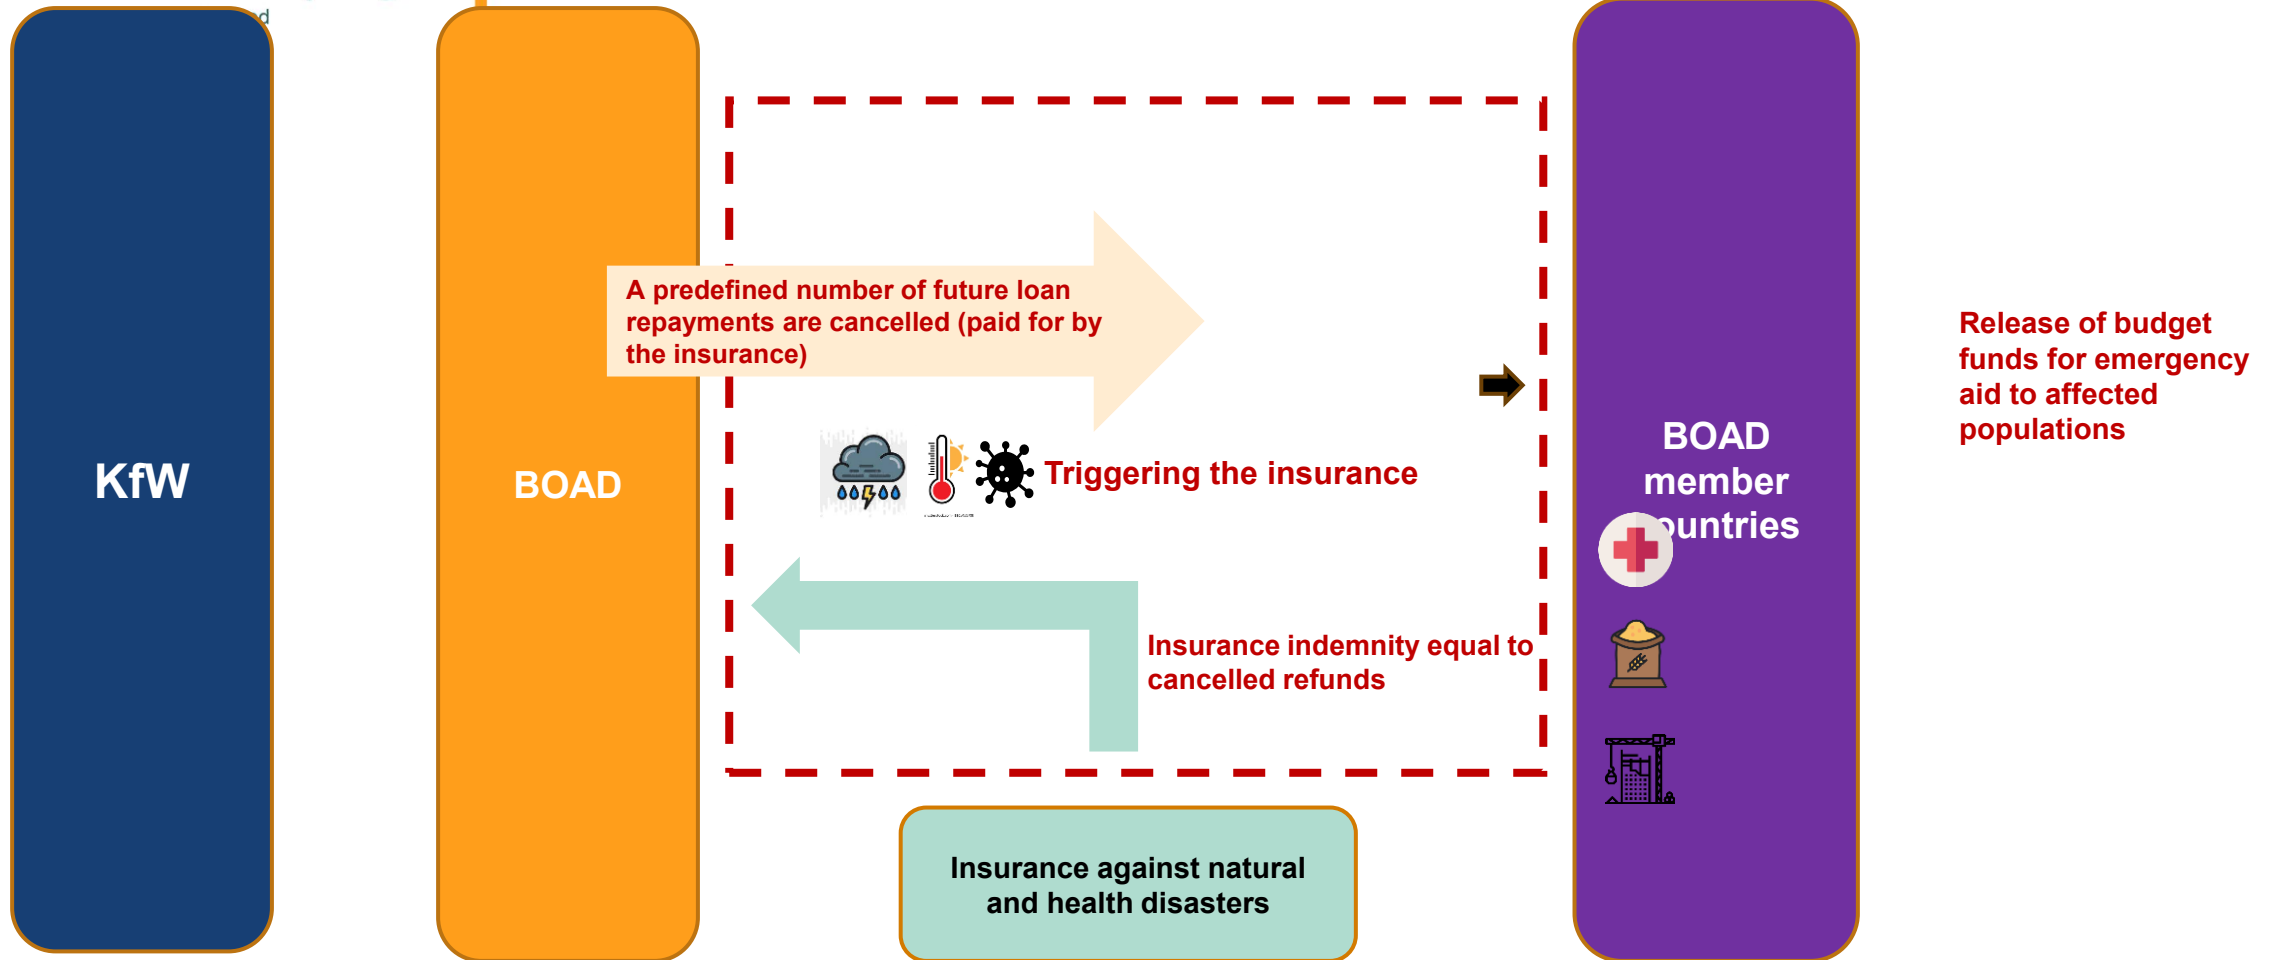 KfW
BOAD
A predefined number of future loan
repayments are cancelled (paid for by
the insurance)
Triggering the insurance
Insurance indemnity equal to
cancelled refunds
Insurance against natural
and health disasters
BOAD
member
ountries
Release of budget
funds for emergency
aid to affected
populations